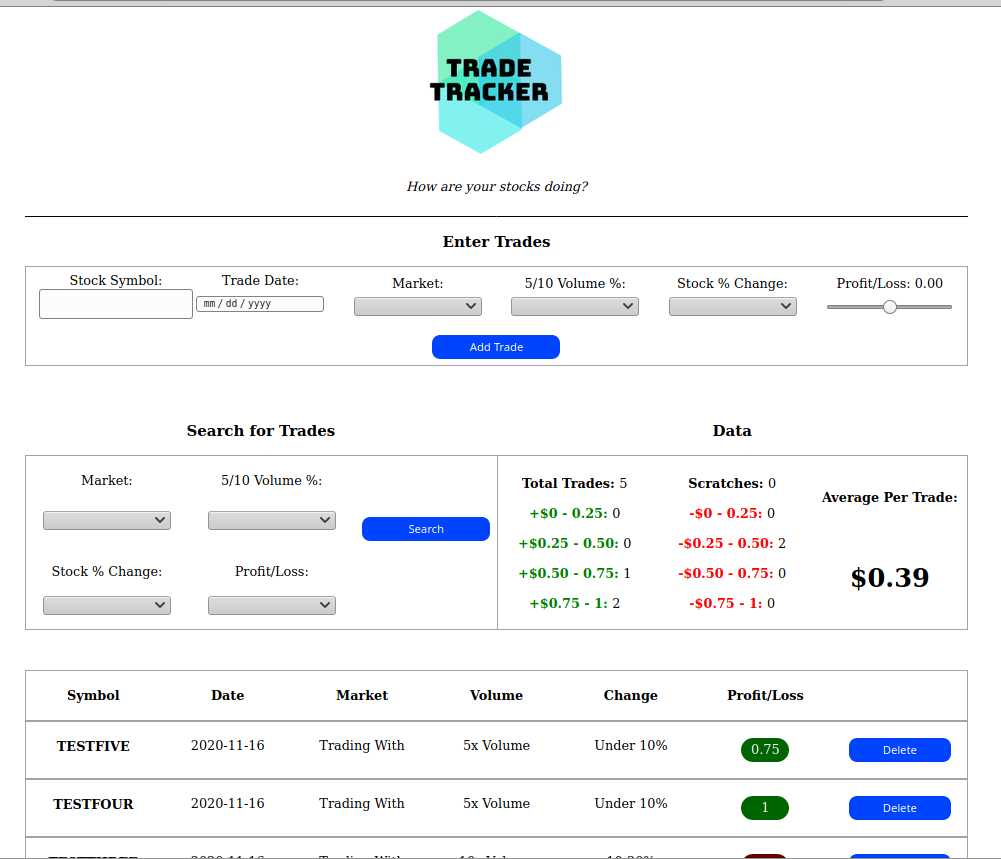 TRADE
TRACKER
How are your stocks doing?
Enter Trades
Stock Symbol: Trade Date: Market: 5/10 Volume %: Stock % Change: Profit/Loss: 0.00
mm / dd / yyyy
Add Trade
Search for Trades
Market: 5/10 Volume %:
Search
Stock % Change: Profit/Loss:
Data
Total Trades: 5 Scratches: 0
+$0 - 0.25: 0 -$0 - 0.25: 0
+$0.25 - 0.50: 0 -$0.25 - 0.50: 2
+$0.50 - 0.75: 1 -$0.50 - 0.75: 0
+$0.75 - 1: 2 -$0.75 - 1: 0
Average Per Trade:
$0.39
Symbol Date Market Volume Change Profit/Loss
TESTFIVE 2020-11-16 Trading With 5x Volume Under 10% 0.75 Delete
TESTFOUR 2020-11-16 Trading With 5x Volume Under 10% 1 Delete